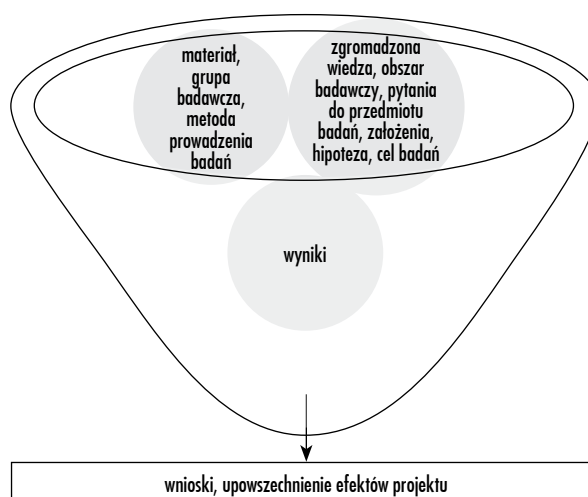 materiał,
grupa
badawcza,
metoda
prowadzenia
badań
zgromadzona
wiedza, obszar
badawczy, pytania
do przedmiotu
badań, założenia,
hipoteza, cel badań
wyniki
wnioski, upowszechnienie efektów projektu